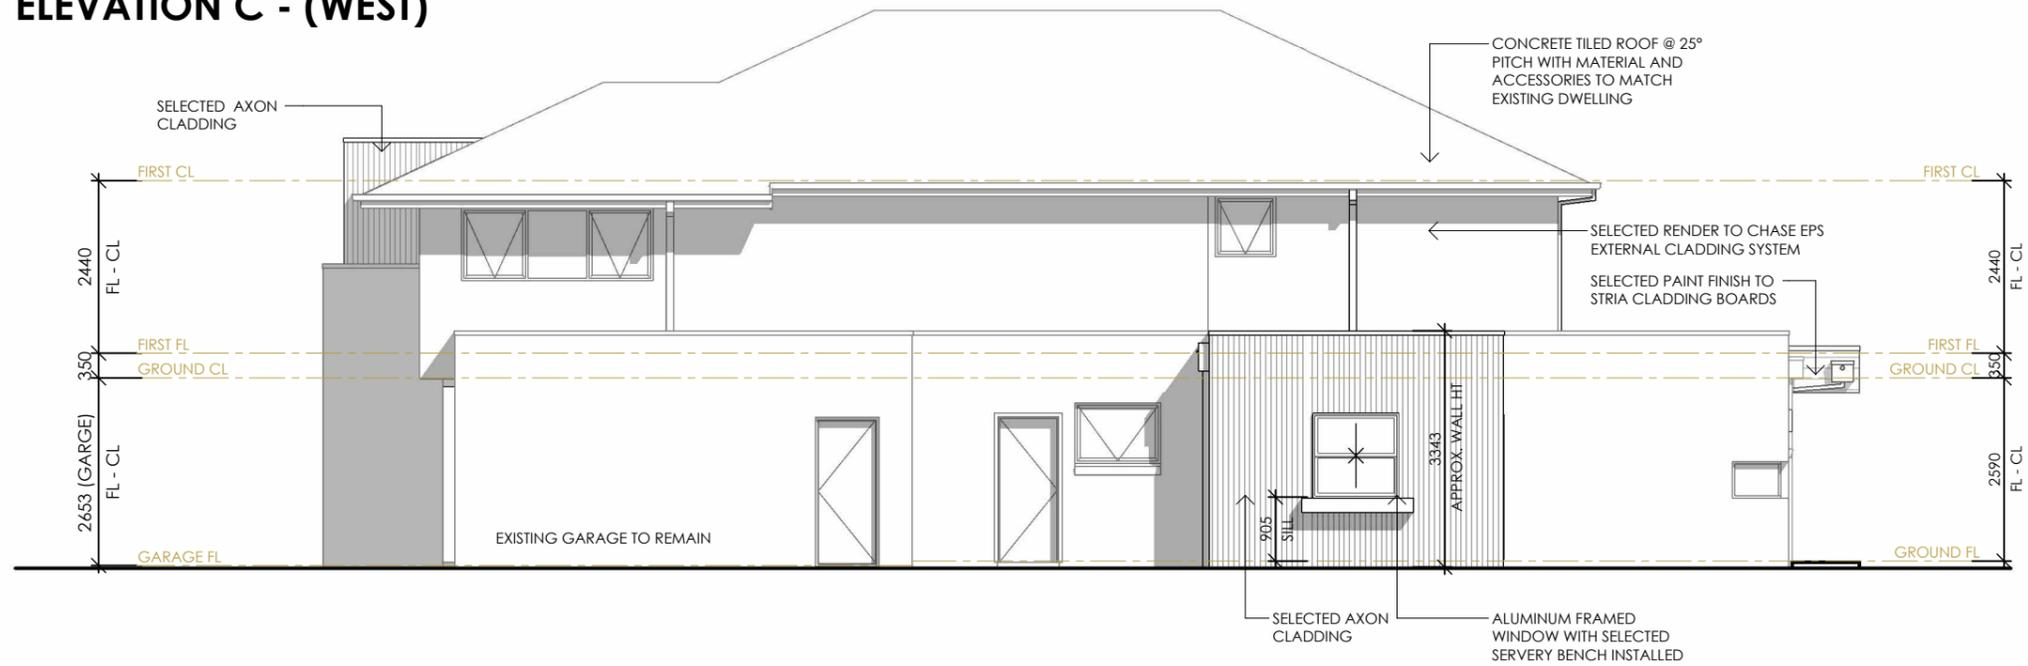 ELEVATION C - (WEST)
CONCRETE TILED ROOF @ 25°
PITCH WITH MATERIAL AND
ACCESSORIES TO MATCH
EXISTING DWELLING
SELECTED AXON
CLADDING
FIRST CL
FIRST CL
2440
FL - CL
SELECTED RENDER TO CHASE EPS
EXTERNAL CLADDING SYSTEM
SELECTED PAINT FINISH TO
STRIA CLADDING BOARDS
2440
FL - CL
FIRST FL
FIRST FL
350
350
GROUND CL
GROUND CL
2653 (GARGE)
FL - CL
3343
APPROX. WALL HT
2590
FL - CL
905
SILL
EXISTING GARAGE TO REMAIN
GARAGE FL
GROUND FL
SELECTED AXON
CLADDING
ALUMINUM FRAMED
WINDOW WITH SELECTED
SERVERY BENCH INSTALLED